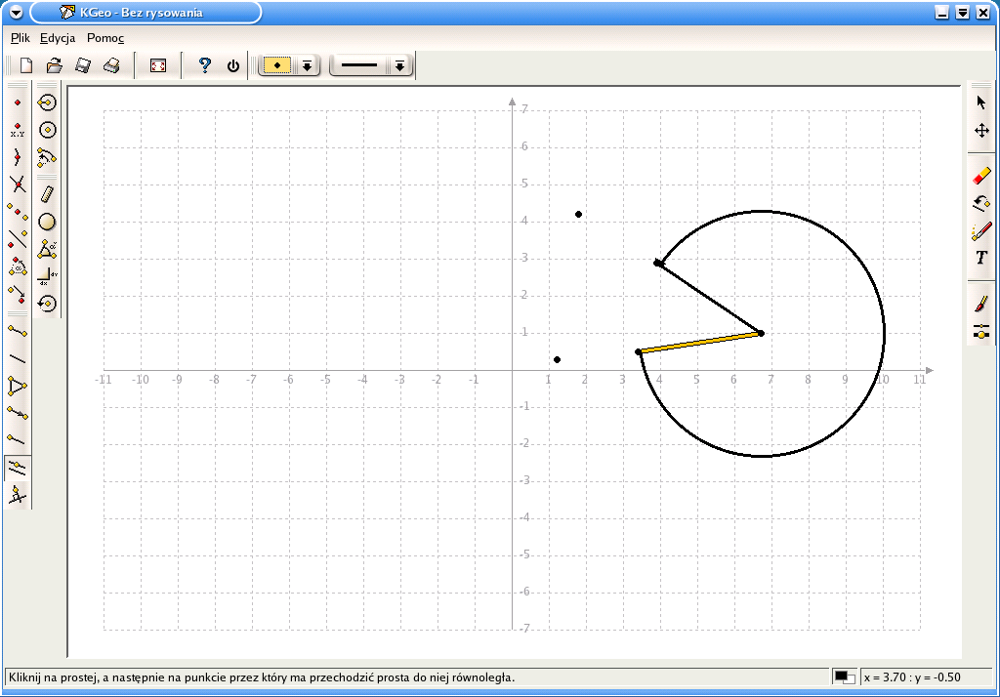 KGeo - Bez rysowania
Plik Edycja Pomoc
x,y
α
α
dy
dx
T
7
6
5
4
3
2
1
-11 -10 -9 -8 -7 -6 -5 -4 -3 -2 -1 1 2 3 4 5 6 7 8 9 10 11
-1
-2
-3
-4
-5
-6
-7
Kliknij na prostej, a następnie na punkcie przez który ma przechodzić prosta do niej równoległa.
x = 3.70 : y = -0.50